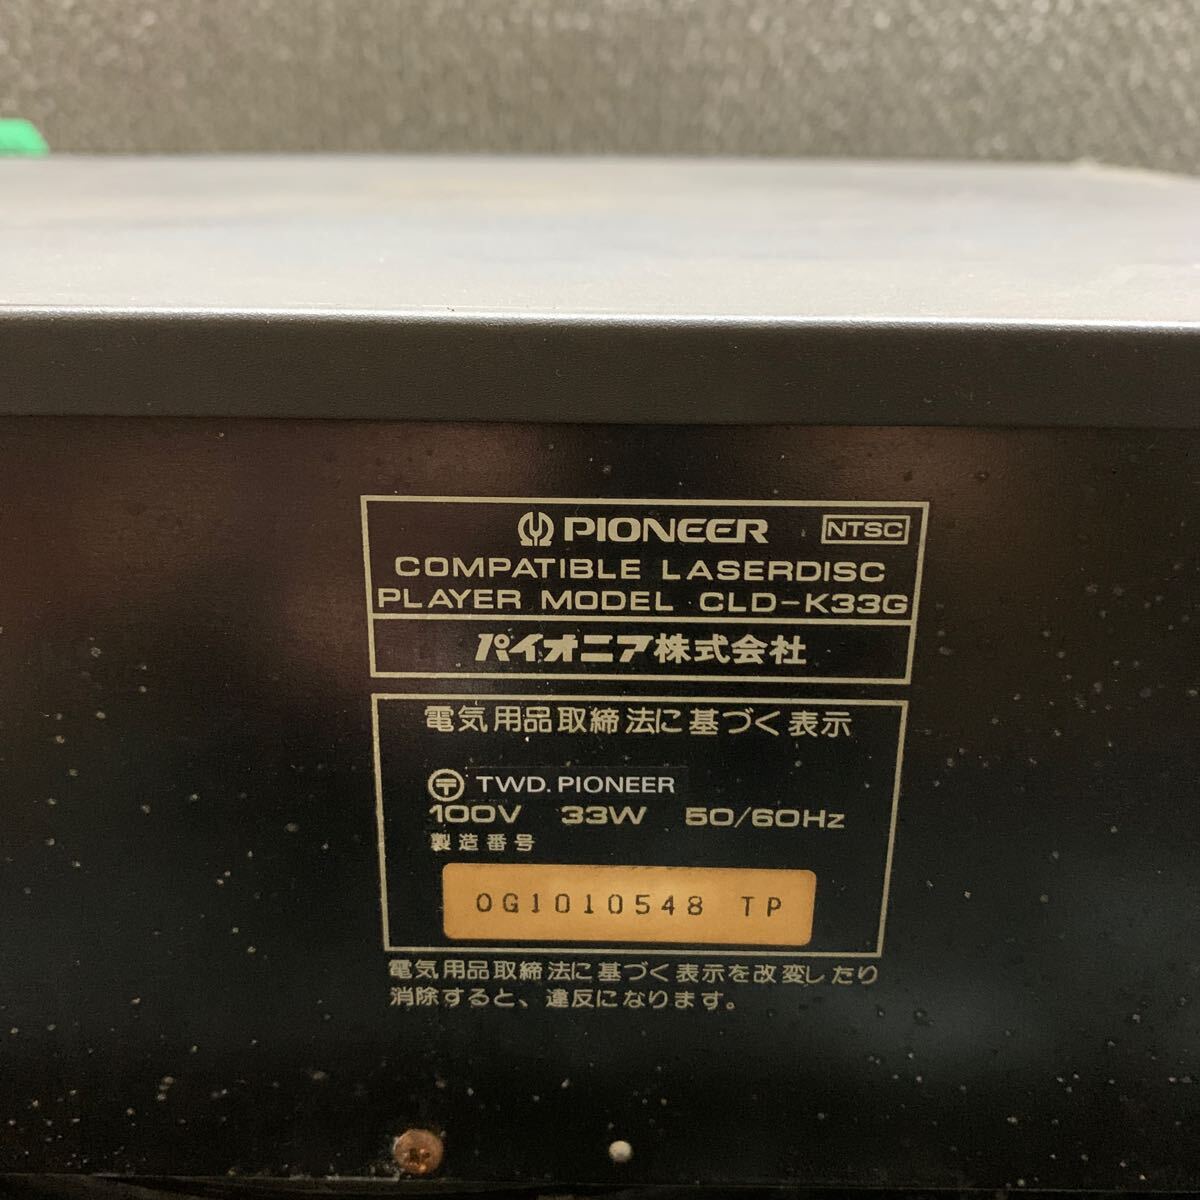 PIONEER NTSC
COMPATIBLE LASERDISC
PLAYER MODEL CLD-K33G
パイオニア株式会社
電気用品取締法に基づく表示
〒 TWD. PIONEER
100V 33W 50/60Hz
製造番号
OG1010548 TP
電気用品取締法に基づく表示を改変したり
消除すると、違反になります。